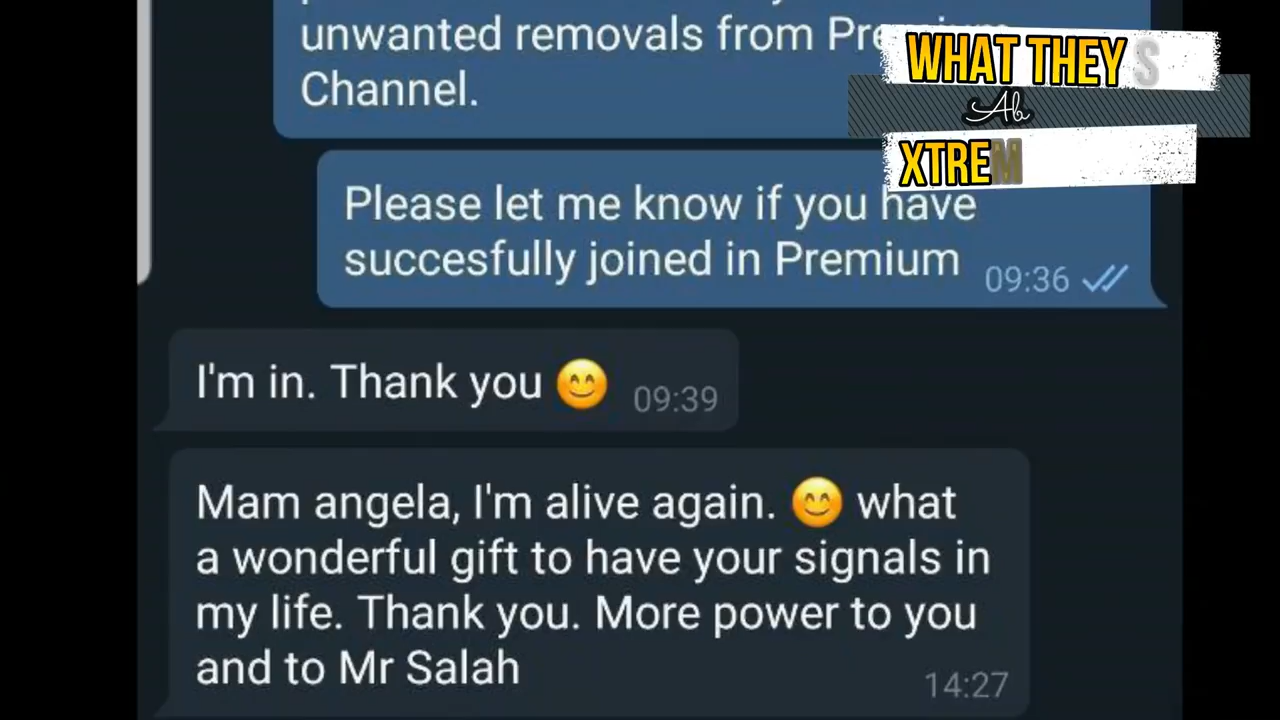 unwanted removals from
Channel.
WHAT THEY S
Ab
XTREM
Please let me know if you have
succesfully joined in Premium
09:36
I'm in. Thank you 😊
09:39
Mam angela, I'm alive again. 😊 what
a wonderful gift to have your signals in
my life. Thank you. More power to you
and to Mr Salah
14:27